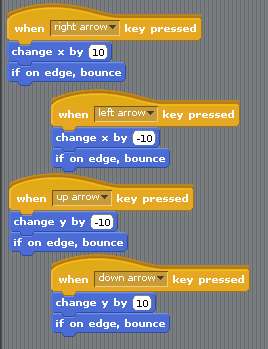 when right arrow key pressed
change x by 10
if on edge, bounce
when left arrow key pressed
change x by -10
if on edge, bounce
when up arrow key pressed
change y by -10
if on edge, bounce
when down arrow key pressed
change y by 10
if on edge, bounce